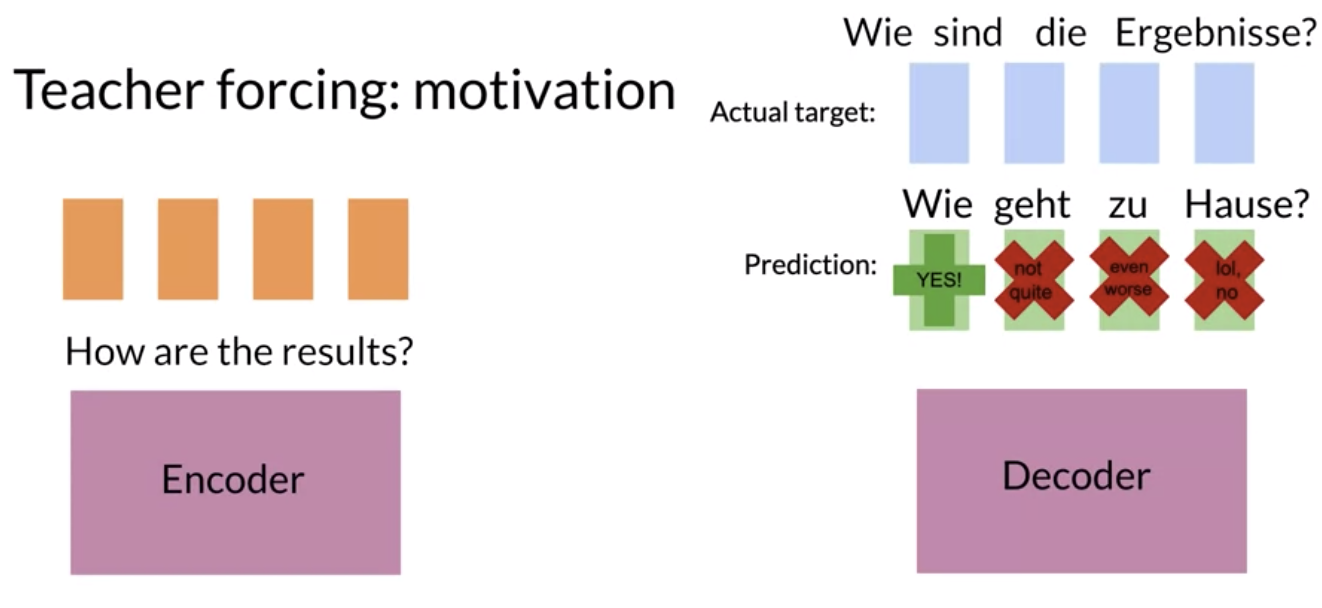 Teacher forcing: motivation
How are the results?
Encoder
Wie sind die Ergebnisse?
Actual target:
Wie geht zu Hause?
Prediction:
YES!
not
quite
even
worse
lol,
no
Decoder